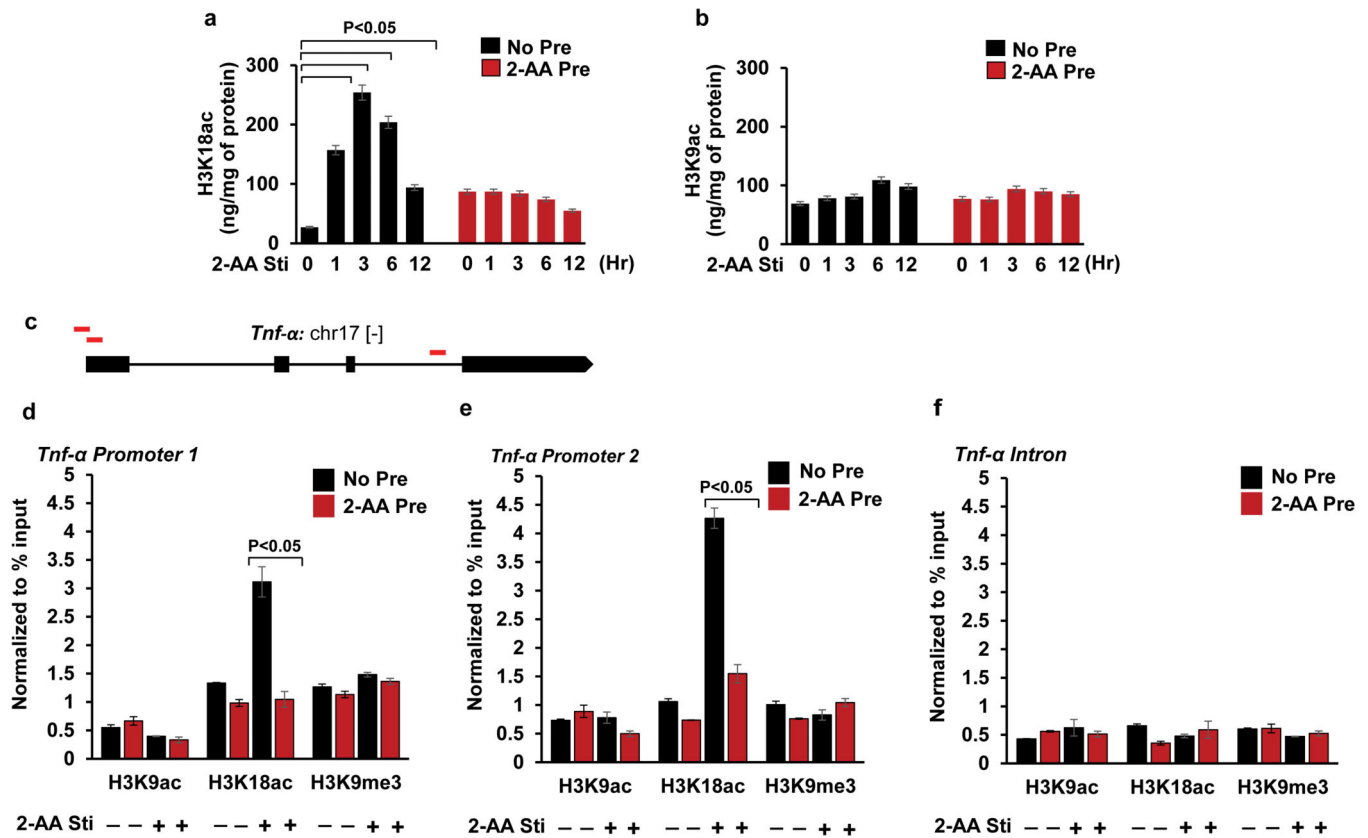 a
P<0.05
No Pre
2-AA Pre
H3K18ac
(ng/mg of protein)
300
200
100
0
2-AA Sti 0 1 3 6 12 0 1 3 6 12 (Hr)
b
No Pre
2-AA Pre
H3K9ac
(ng/mg of protein)
300
200
100
0
2-AA Sti 0 1 3 6 12 0 1 3 6 12 (Hr)
c
Tnf-α: chr17 [-]
d
Tnf-α Promoter 1
No Pre
2-AA Pre
P<0.05
Normalized to % input
5
4.5
4
3.5
3
2.5
2
1.5
1
0.5
0
H3K9ac H3K18ac H3K9me3
2-AA Sti — — + + — — + + — — + +
e
Tnf-α Promoter 2
No Pre
2-AA Pre
P<0.05
Normalized to % input
5
4.5
4
3.5
3
2.5
2
1.5
1
0.5
0
H3K9ac H3K18ac H3K9me3
2-AA Sti — — + + — — + + — — + +
f
Tnf-α Intron
No Pre
2-AA Pre
Normalized to % input
5
4.5
4
3.5
3
2.5
2
1.5
1
0.5
0
H3K9ac H3K18ac H3K9me3
2-AA Sti — — + + — — + + — — + +